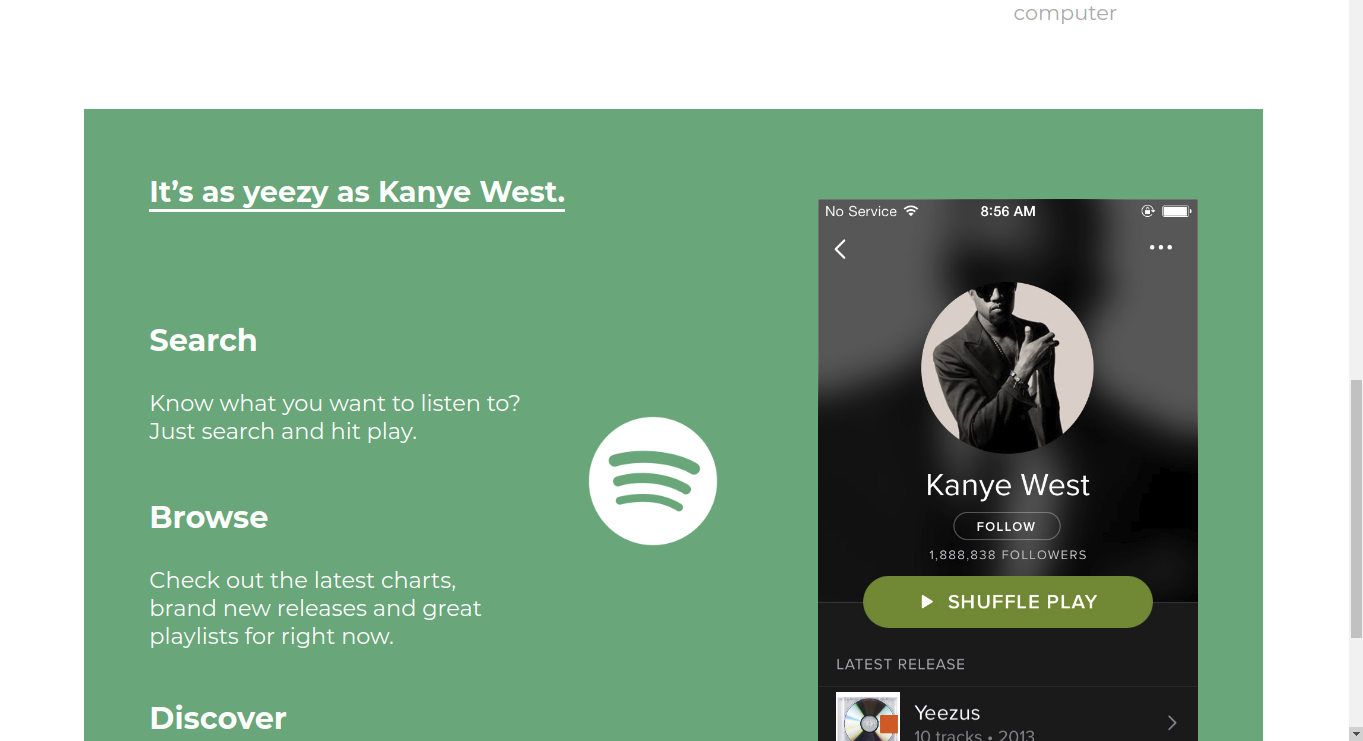 computer
It’s as yeezy as Kanye West.
Search
Know what you want to listen to?
Just search and hit play.
Browse
Check out the latest charts,
brand new releases and great
playlists for right now.
Discover
No Service
8:56 AM
Kanye West
FOLLOW
1,888,838 FOLLOWERS
SHUFFLE PLAY
LATEST RELEASE
Yeezus
10 tracks • 2013